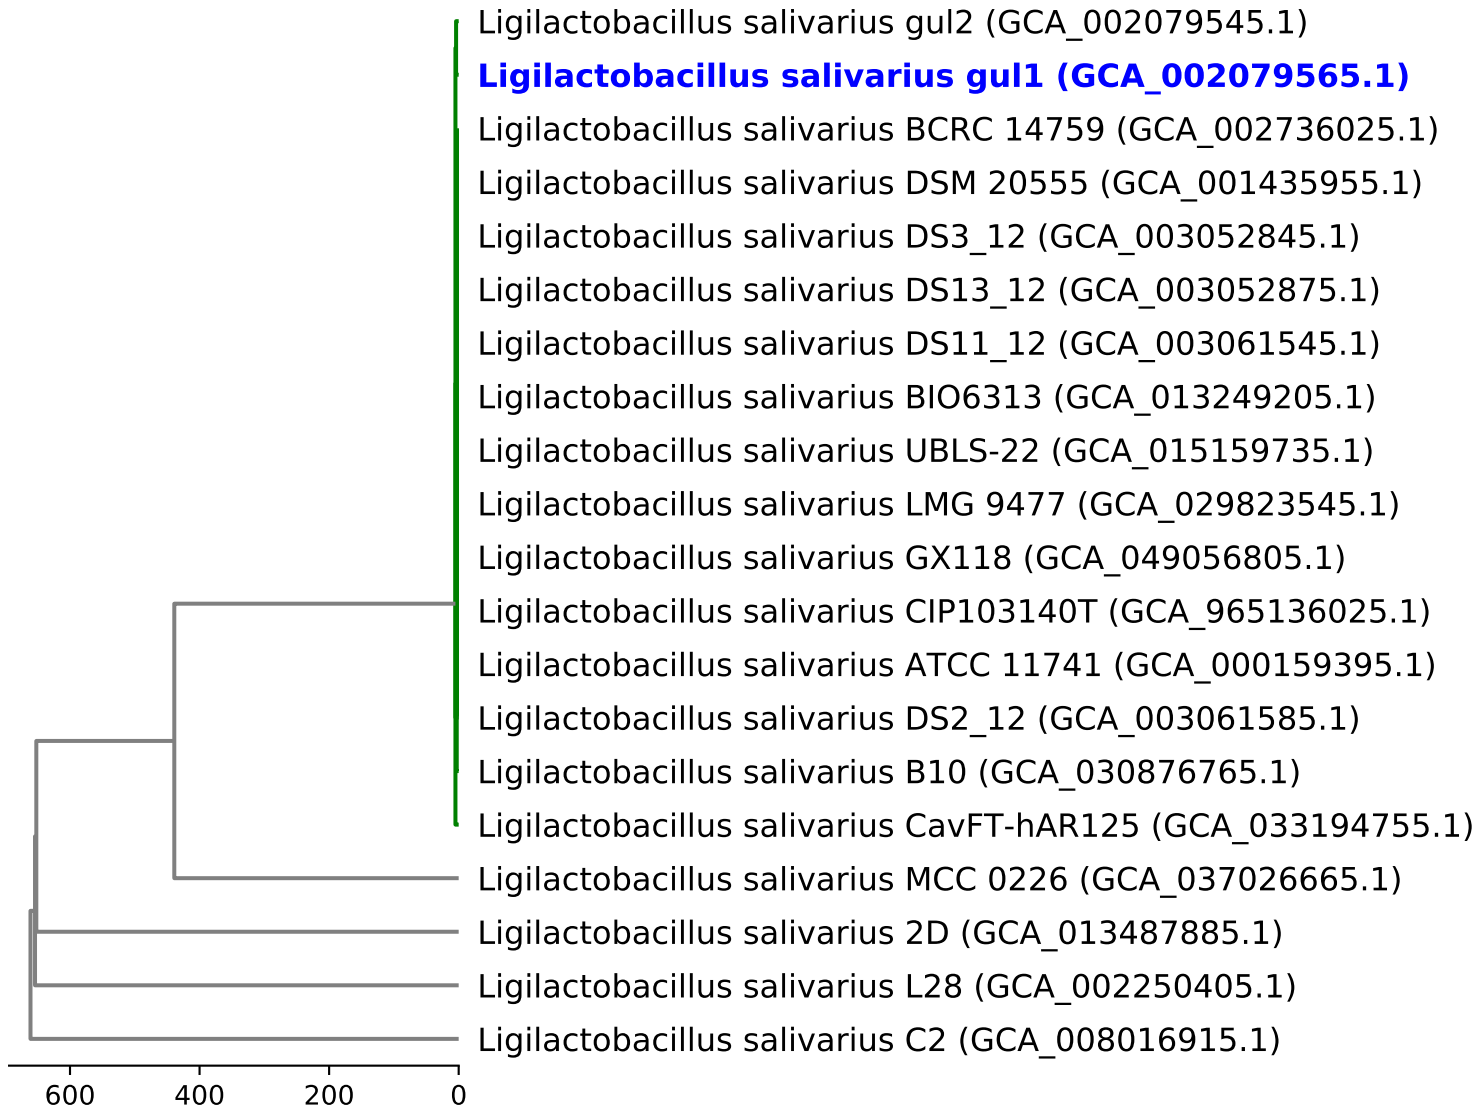 Ligilactobacillus salivarius gul2 (GCA_002079545.1)
Ligilactobacillus salivarius gul1 (GCA_002079565.1)
Ligilactobacillus salivarius BCRC 14759 (GCA_002736025.1)
Ligilactobacillus salivarius DSM 20555 (GCA_001435955.1)
Ligilactobacillus salivarius DS3_12 (GCA_003052845.1)
Ligilactobacillus salivarius DS13_12 (GCA_003052875.1)
Ligilactobacillus salivarius DS11_12 (GCA_003061545.1)
Ligilactobacillus salivarius BIO6313 (GCA_013249205.1)
Ligilactobacillus salivarius UBLS-22 (GCA_015159735.1)
Ligilactobacillus salivarius LMG 9477 (GCA_029823545.1)
Ligilactobacillus salivarius GX118 (GCA_049056805.1)
Ligilactobacillus salivarius CIP103140T (GCA_965136025.1)
Ligilactobacillus salivarius ATCC 11741 (GCA_000159395.1)
Ligilactobacillus salivarius DS2_12 (GCA_003061585.1)
Ligilactobacillus salivarius B10 (GCA_030876765.1)
Ligilactobacillus salivarius CavFT-hAR125 (GCA_033194755.1)
Ligilactobacillus salivarius MCC 0226 (GCA_037026665.1)
Ligilactobacillus salivarius 2D (GCA_013487885.1)
Ligilactobacillus salivarius L28 (GCA_002250405.1)
Ligilactobacillus salivarius C2 (GCA_008016915.1)
600 400 200 0